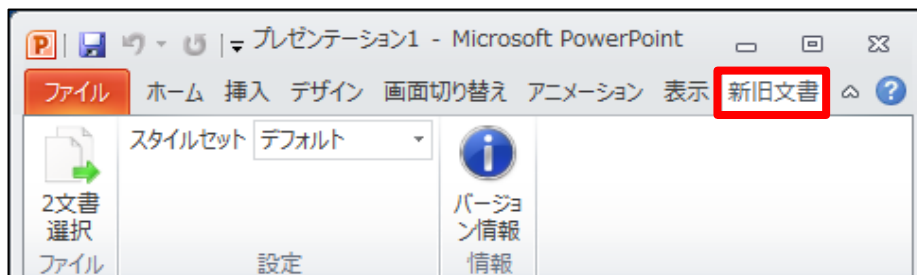 プレゼンテーション1 - Microsoft PowerPoint
ファイル ホーム 挿入 デザイン 画面切り替え アニメーション 表示 新旧文書
スタイルセット デフォルト
2文書
選択
バージョ
ン情報
ファイル 設定 情報